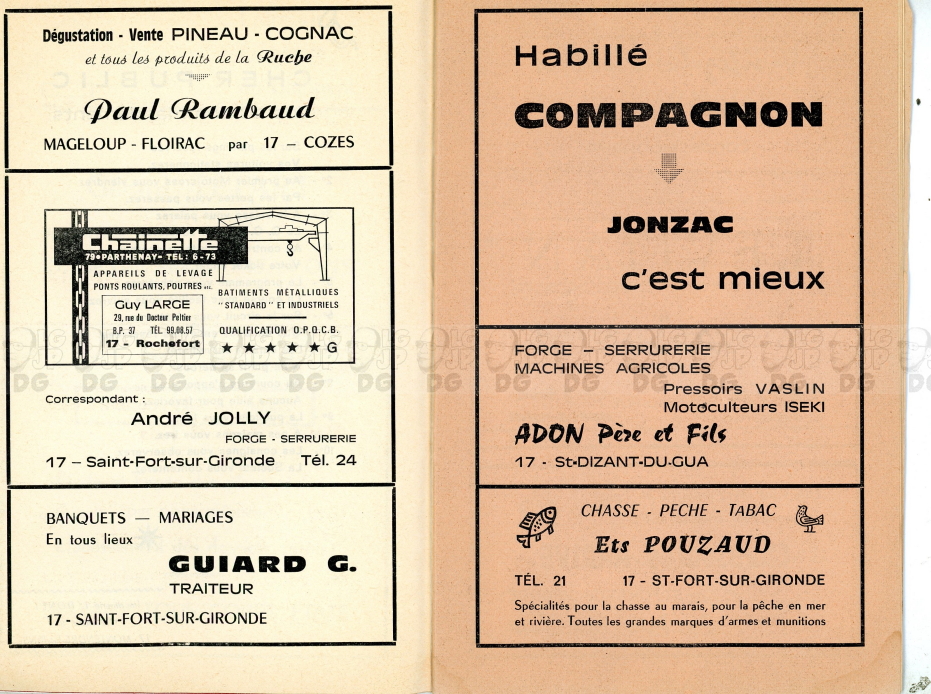 Dégustation - Vente PINEAU - COGNAC
et tous les produits de la Ruche
Paul Rambaud
MAGELOUP - FLOIRAC par 17 – COZES
Chainette
79•PARTHENAY- TEL: 6-73
APPAREILS DE LEVAGE
PONTS ROULANTS, POUTRES etc.
Guy LARGE
29, rue du Docteur Peltier
B.P. 37 TÉL. 99.08.57
17 - Rochefort
BATIMENTS MÉTALLIQUES
"STANDARD" ET INDUSTRIELS
QUALIFICATION O.P.Q.C.B.
★ ★ ★ ★ ★ G
Correspondant :
André JOLLY
FORGE - SERRURERIE
17 – Saint-Fort-sur-Gironde Tél. 24
BANQUETS — MARIAGES
En tous lieux
GUIARD G.
TRAITEUR
17 - SAINT-FORT-SUR-GIRONDE
Habillé
COMPAGNON
JONZAC
c'est mieux
FORGE – SERRURERIE
MACHINES AGRICOLES
Pressoirs VASLIN
Motoculteurs ISEKI
ADON Père et Fils
17 - St-DIZANT-DU-GUA
CHASSE - PECHE - TABAC
Ets POUZAUD
TÉL. 21 17 - ST-FORT-SUR-GIRONDE
Spécialités pour la chasse au marais, pour la pêche en mer
et rivière. Toutes les grandes marques d'armes et munitions